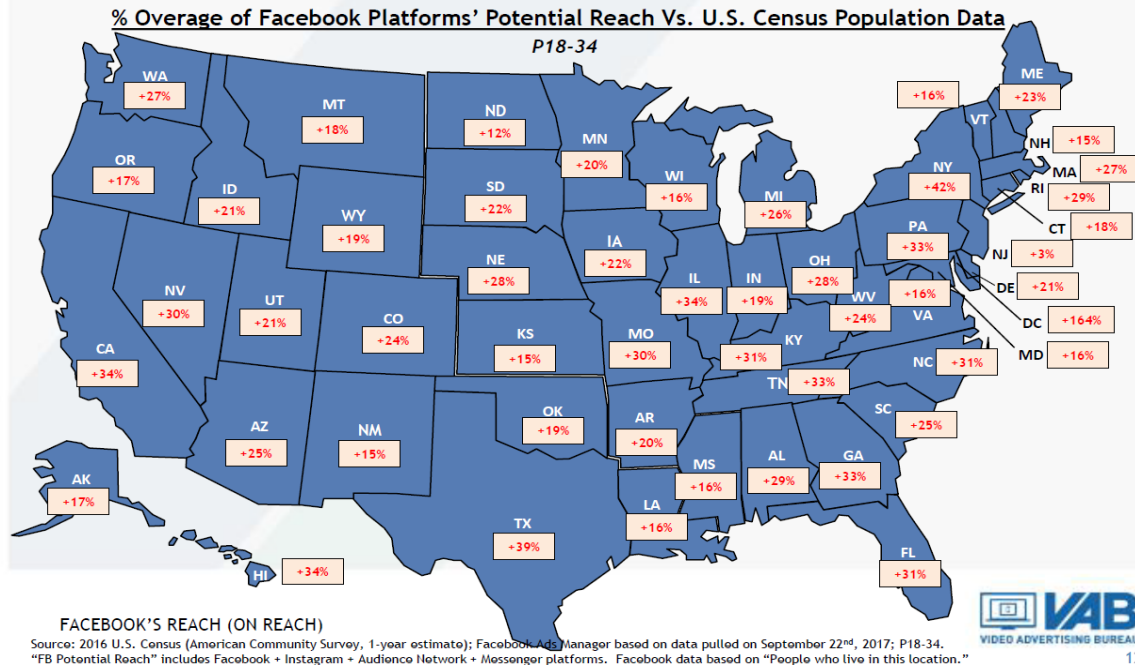 % Overage of Facebook Platforms' Potential Reach Vs. U.S. Census Population Data
P18-34
WA
+27%
MT
+18%
ND
+12%
MN
+20%
+16%
VT
ME
+23%
OR
+17%
ID
+21%
WY
+19%
SD
+22%
WI
+16%
MI
+26%
NY
+42%
NH
+15%
MA
+27%
RI
+29%
CT
+18%
NV
+30%
UT
+21%
CO
+24%
NE
+28%
IA
+22%
IL
+34%
IN
+19%
OH
+28%
PA
+33%
NJ
+3%
DE
+21%
DC
+164%
MD
+16%
CA
+34%
KS
+15%
MO
+30%
KY
+31%
WV
+24%
+16%
VA
AZ
+25%
NM
+15%
OK
+19%
AR
+20%
TN
+33%
NC
+31%
SC
+25%
AK
+17%
HI
+34%
TX
+39%
LA
+16%
MS
+16%
AL
+29%
GA
+33%
FL
+31%
FACEBOOK'S REACH (ON REACH)
Source: 2016 U.S. Census (American Community Survey, 1-year estimate); Facebook Ads Manager based on data pulled on September 22nd, 2017; P18-34.
"FB Potential Reach" includes Facebook + Instagram + Audience Network + Messenger platforms. Facebook data based on "People who live in this location."
VAB
VIDEO ADVERTISING BUREAU